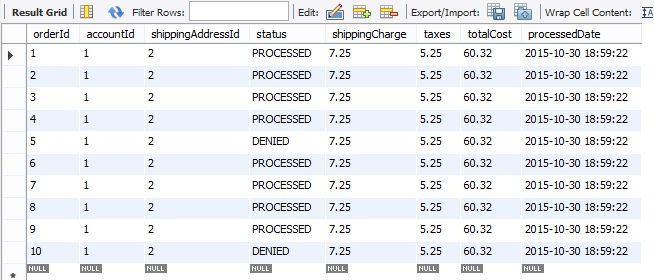 Result Grid Filter Rows: Edit: Export/Import: Wrap Cell Content: IA
orderId accountId shippingAddressId status shippingCharge taxes totalCost processedDate
1 1 2 PROCESSED 7.25 5.25 60.32 2015-10-30 18:59:22
2 1 2 PROCESSED 7.25 5.25 60.32 2015-10-30 18:59:22
3 1 2 PROCESSED 7.25 5.25 60.32 2015-10-30 18:59:22
4 1 2 PROCESSED 7.25 5.25 60.32 2015-10-30 18:59:22
5 1 2 DENIED 7.25 5.25 60.32 2015-10-30 18:59:22
6 1 2 PROCESSED 7.25 5.25 60.32 2015-10-30 18:59:22
7 1 2 PROCESSED 7.25 5.25 60.32 2015-10-30 18:59:22
8 1 2 PROCESSED 7.25 5.25 60.32 2015-10-30 18:59:22
9 1 2 PROCESSED 7.25 5.25 60.32 2015-10-30 18:59:22
10 1 2 DENIED 7.25 5.25 60.32 2015-10-30 18:59:22
NULL NULL NULL NULL NULL NULL NULL NULL